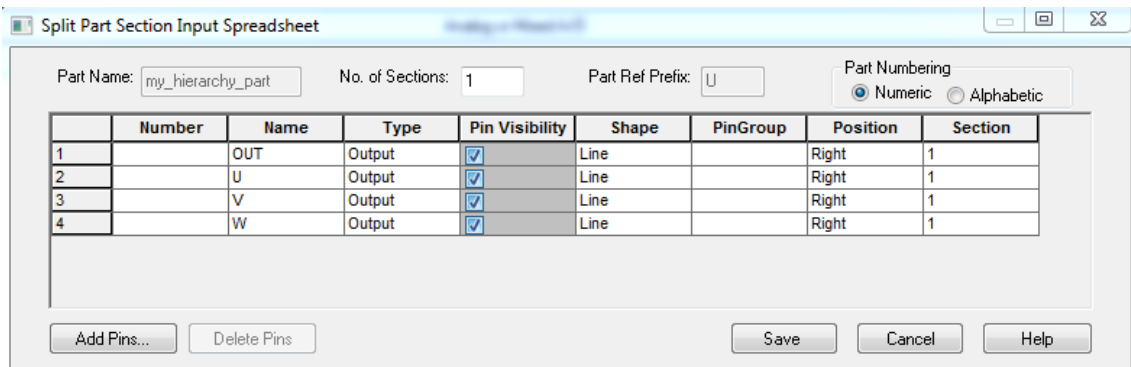 Split Part Section Input Spreadsheet
Part Name: my_hierarchy_part No. of Sections: 1 Part Ref Prefix: U Part Numbering
Numeric Alphabetic
Number Name Type Pin Visibility Shape PinGroup Position Section
1 OUT Output Line Right 1
2 U Output Line Right 1
3 V Output Line Right 1
4 W Output Line Right 1
Add Pins... Delete Pins Save Cancel Help